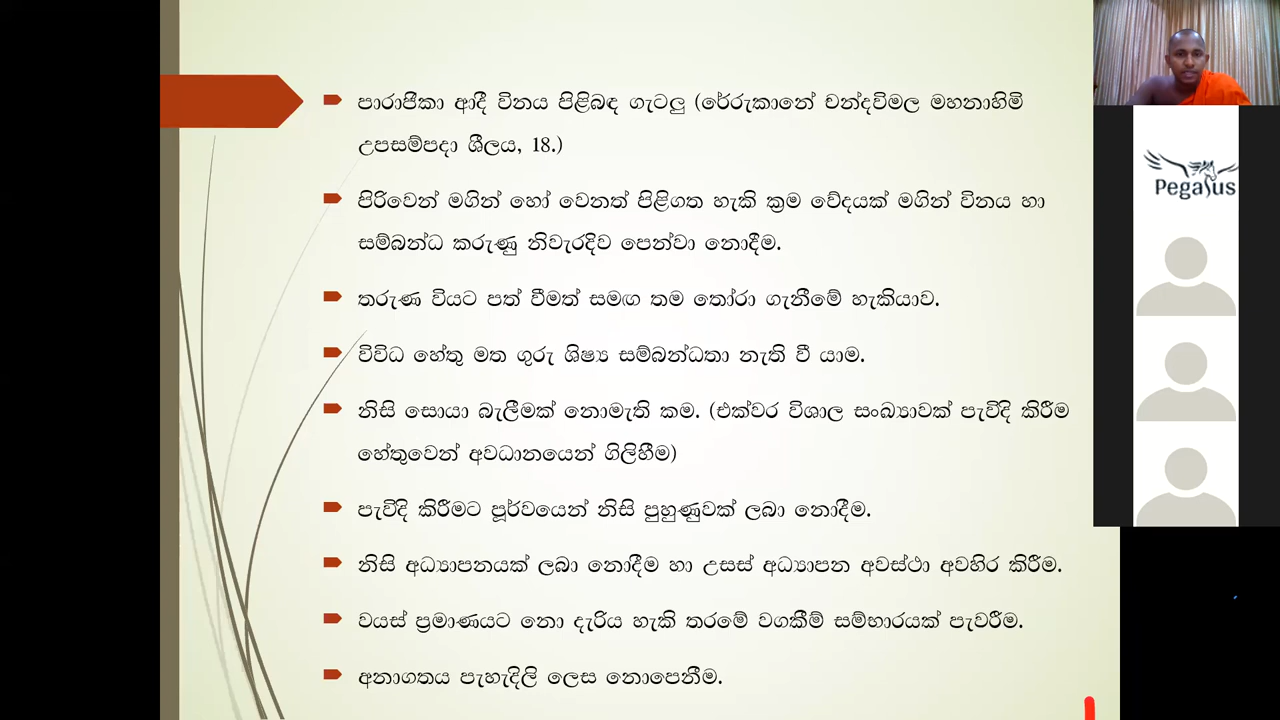 පාරාජිකා ආදී විනය පිළිබඳ ගැටලු (රේරුකානේ චන්දවිමල මහනාහිමි
උපසම්පදා ශීලය, 18.)
පිරිවෙන් මගින් හෝ වෙනත් පිළිගත හැකි ක්‍රම වේදයක් මගින් විනය හා
සම්බන්ධ කරුණු නිවැරදිව පෙන්වා නොදීම.
තරුණ වියට පත් වීමත් සමඟ තම තෝරා ගැනීමේ හැකියාව.
විවිධ හේතු මත ගුරු ශිෂ්‍ය සම්බන්ධතා නැති වී යාම.
නිසි සොයා බැලීමක් නොමැති කම. (එක්වර විශාල සංඛ්‍යාවක් පැවිදි කිරීම
හේතුවෙන් අවධානයෙන් ගිලිහීම)
පැවිදි කිරීමට පූර්වයෙන් නිසි පුහුණුවක් ලබා නොදීම.
නිසි අධ්‍යාපනයක් ලබා නොදීම හා උසස් අධ්‍යාපන අවස්ථා අවහිර කිරීම.
වයස් ප්‍රමාණයට නො දැරිය හැකි තරමේ වගකීම් සම්භාරයක් පැවරීම.
අනාගතය පැහැදිලි ලෙස නොපෙනීම.
Pegasus